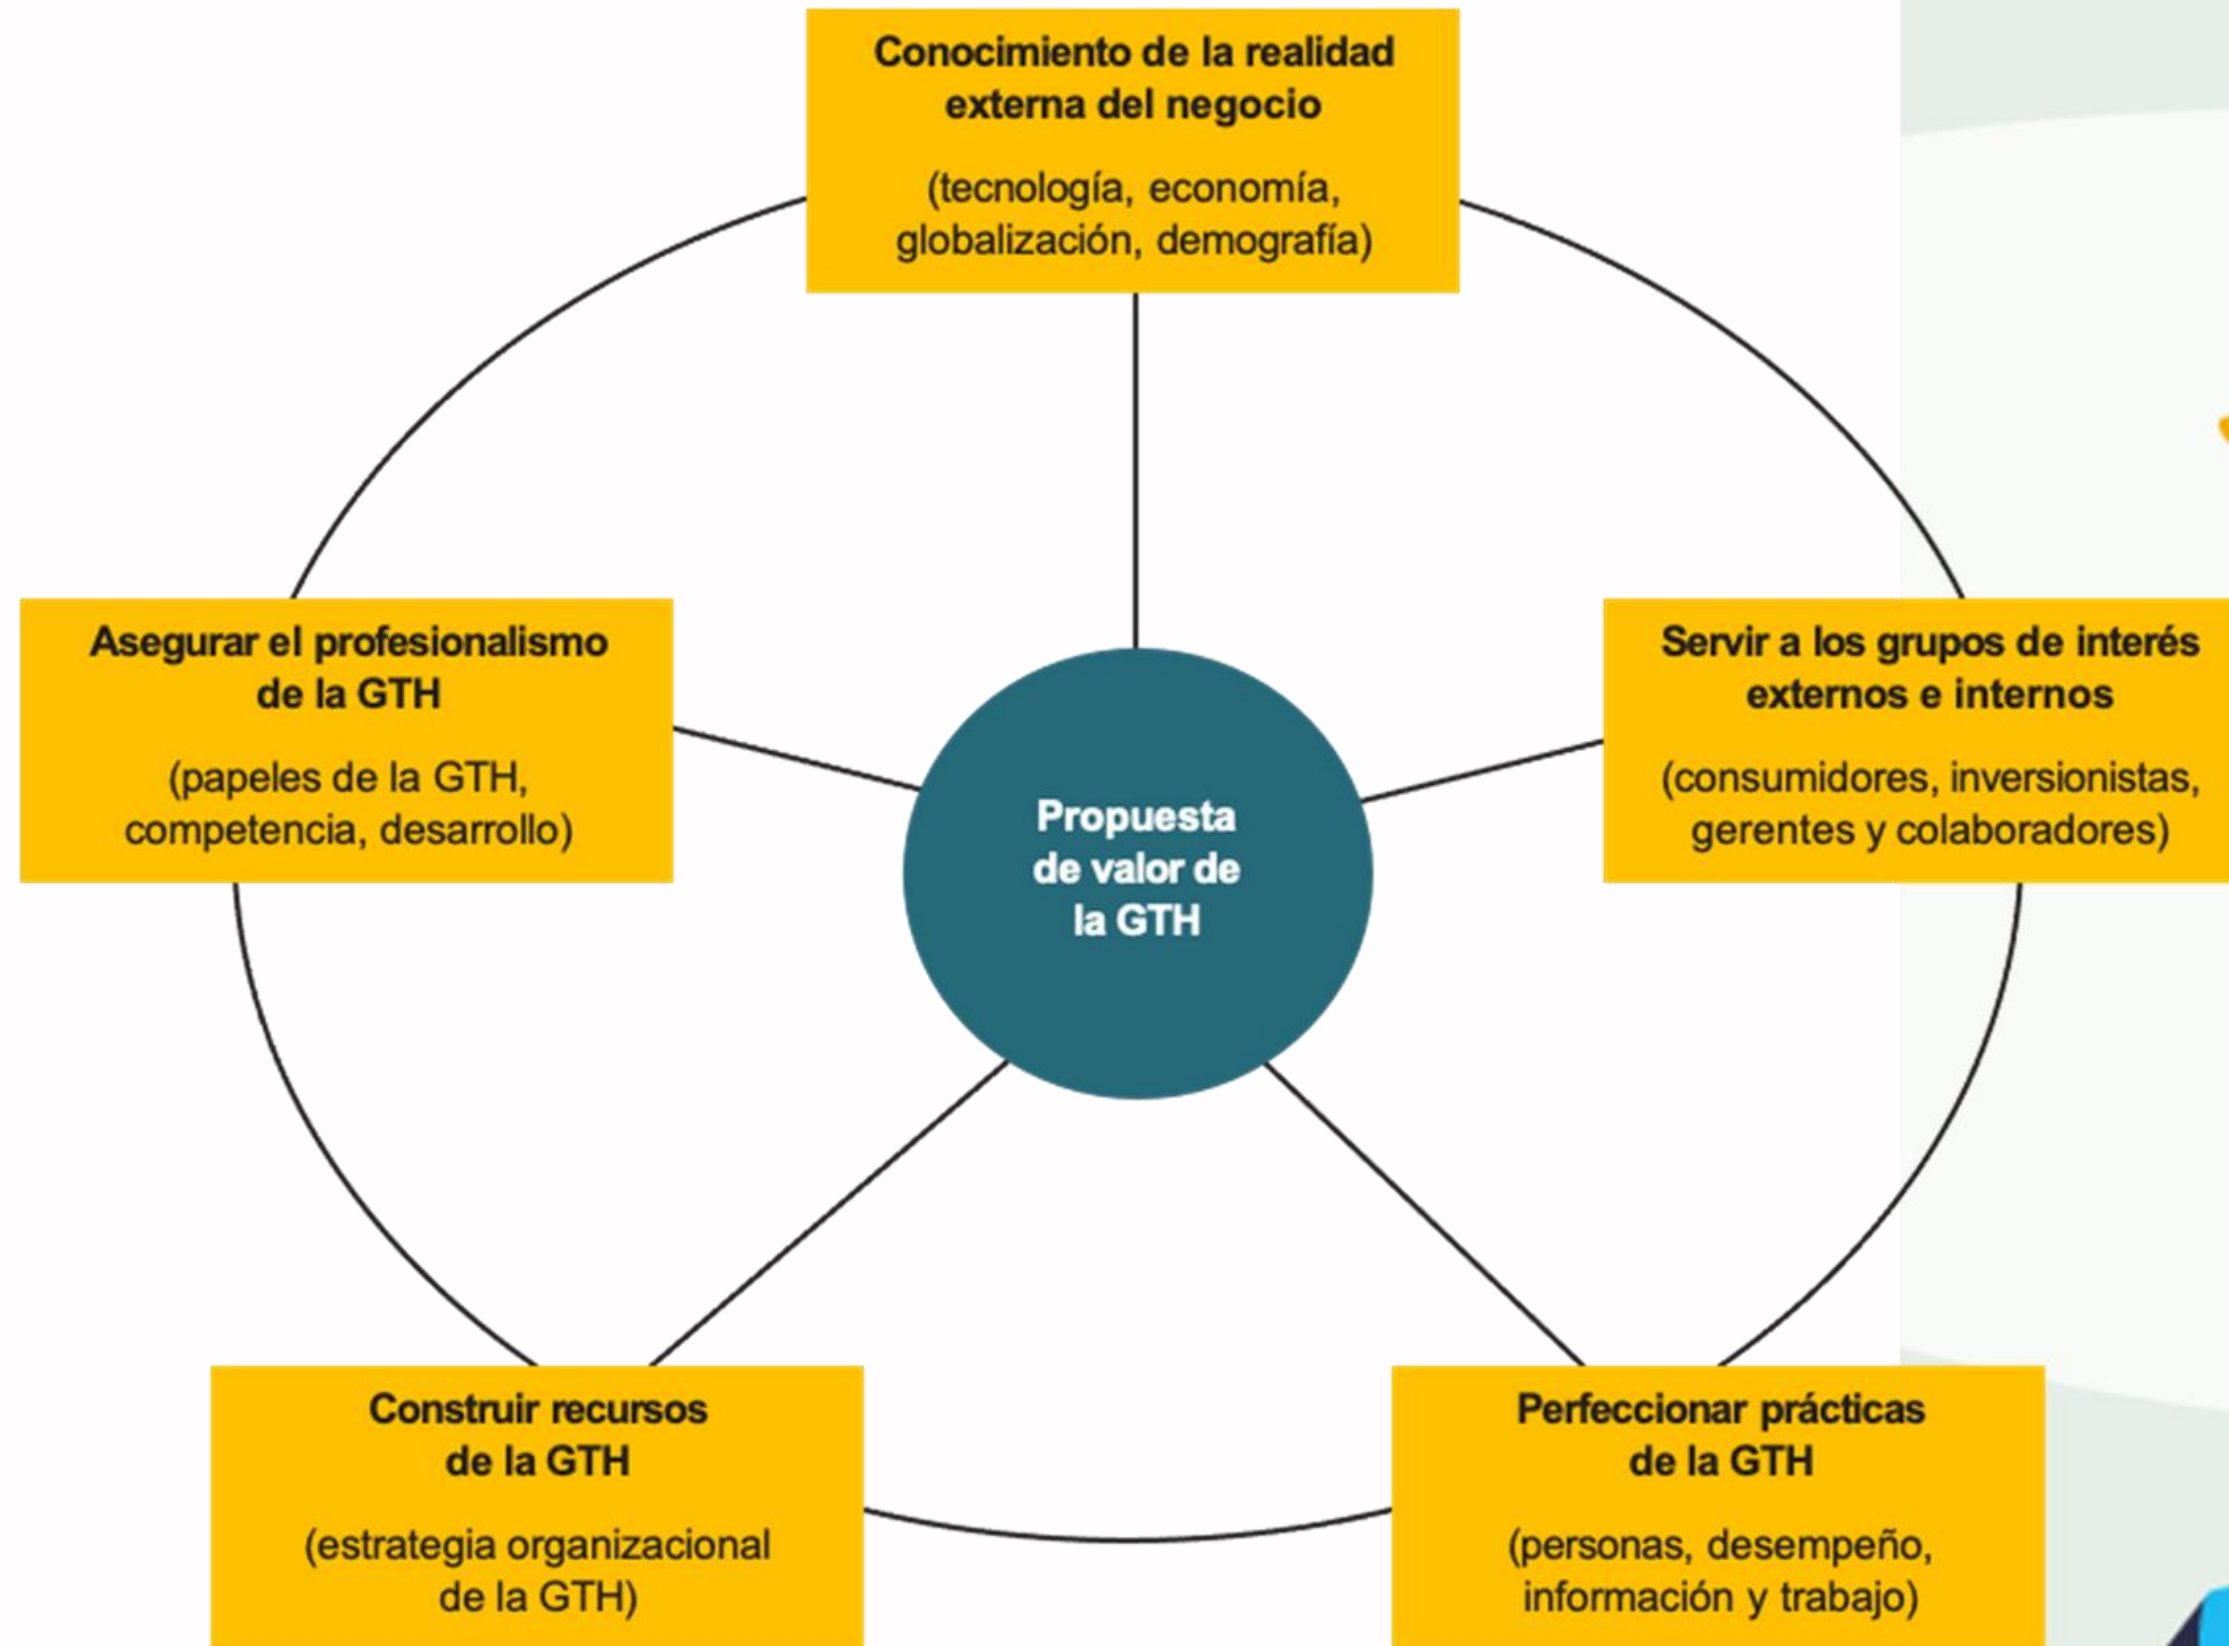 Conocimiento de la realidad
externa del negocio
(tecnología, economía,
globalización, demografía)
Asegurar el profesionalismo
de la GTH
(papeles de la GTH,
competencia, desarrollo)
Propuesta
de valor de
la GTH
Servir a los grupos de interés
externos e internos
(consumidores, inversionistas,
gerentes y colaboradores)
Construir recursos
de la GTH
(estrategia organizacional
de la GTH)
Perfeccionar prácticas
de la GTH
(personas, desempeño,
información y trabajo)